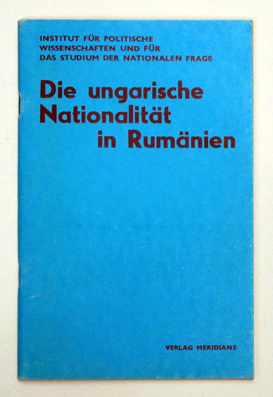 INSTITUT FÜR POLITISCHE
WISSENSCHAFTEN UND FÜR
DAS STUDIUM DER NATIONALEN FRAGE
Die ungarische
Nationalität
in Rumänien
VERLAG MERIDIANE